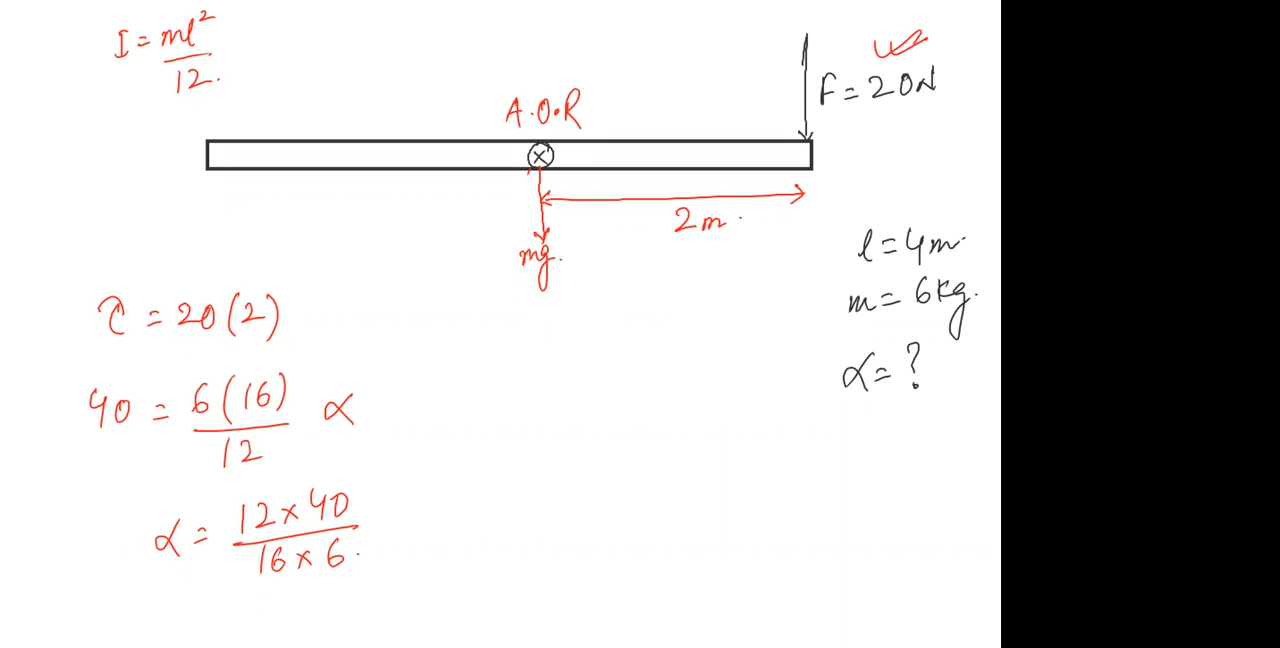 I = ml²/12.
F = 20N
A.O.R
2m.
mg.
l = 4m.
m = 6kg.
α = ?
τ = 20(2)
40 = 6(16)/12 α
α = 12×40/16×6.